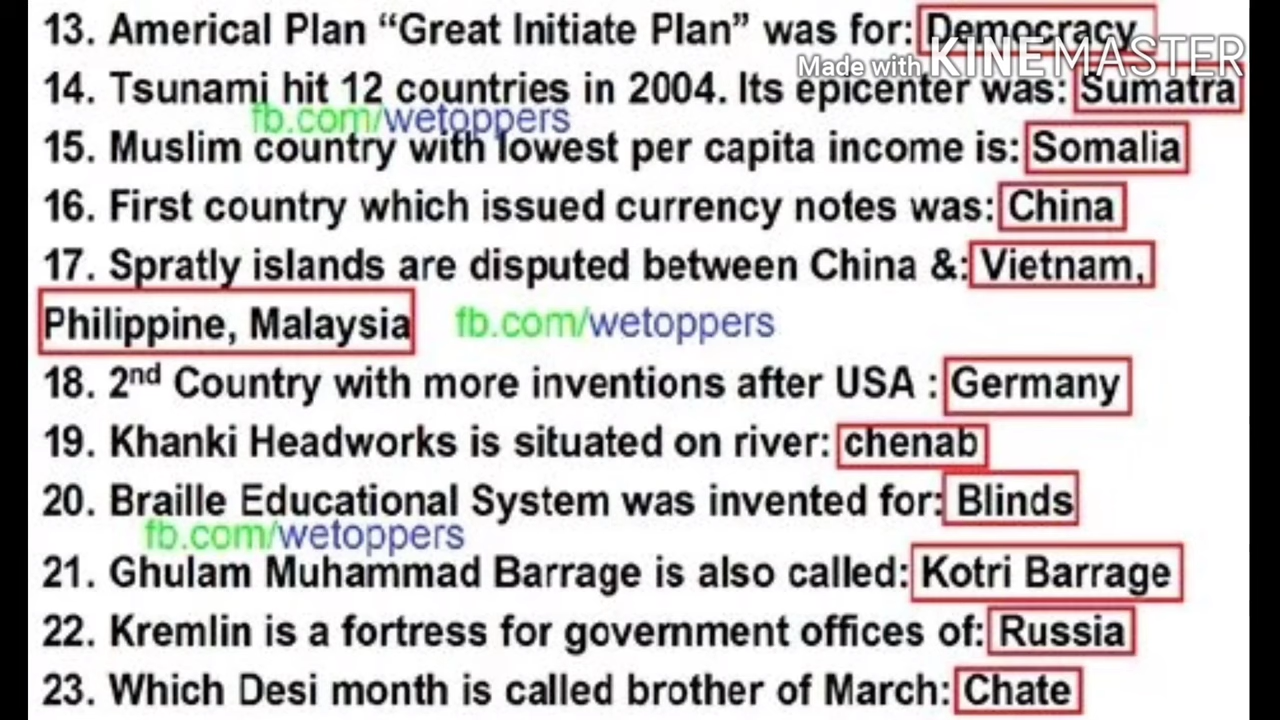 13. Americal Plan “Great Initiate Plan” was for: Democracy
Made with KINEMASTER
14. Tsunami hit 12 countries in 2004. Its epicenter was: Sumatra
fb.com/wetoppers
15. Muslim country with lowest per capita income is: Somalia
16. First country which issued currency notes was: China
17. Spratly islands are disputed between China &: Vietnam,
Philippine, Malaysia fb.com/wetoppers
18. 2nd Country with more inventions after USA : Germany
19. Khanki Headworks is situated on river: chenab
20. Braille Educational System was invented for: Blinds
fb.com/wetoppers
21. Ghulam Muhammad Barrage is also called: Kotri Barrage
22. Kremlin is a fortress for government offices of: Russia
23. Which Desi month is called brother of March: Chate